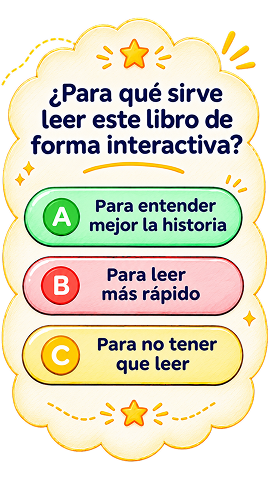 ¿Para qué sirve
leer este libro de
forma interactiva?
A
Para entender
mejor la historia
B
Para leer
más rápido
C
Para no tener
que leer